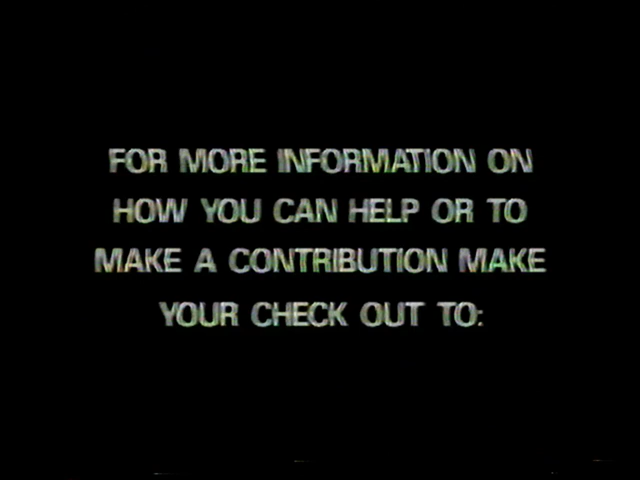 FOR MORE INFORMATION ON
HOW YOU CAN HELP OR TO
MAKE A CONTRIBUTION MAKE
YOUR CHECK OUT TO: